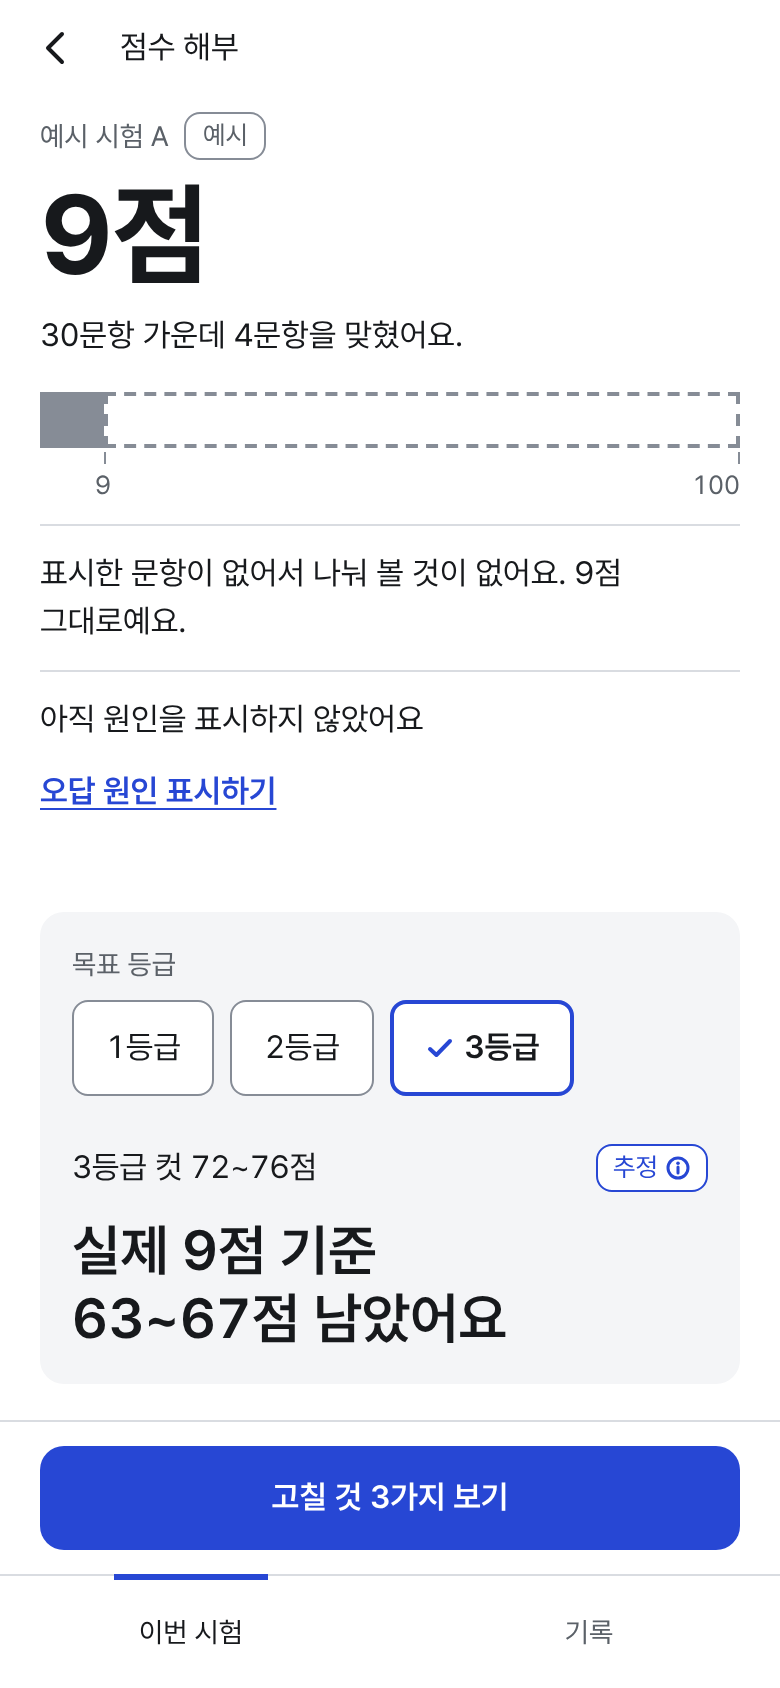 점수 해부
예시 시험 A 예시
9점
30문항 가운데 4문항을 맞혔어요.
9 100
표시한 문항이 없어서 나눠 볼 것이 없어요. 9점
그대로예요.
아직 원인을 표시하지 않았어요
오답 원인 표시하기
목표 등급
1등급 2등급 3등급
3등급 컷 72~76점 추정
실제 9점 기준
63~67점 남았어요
고칠 것 3가지 보기
이번 시험 기록